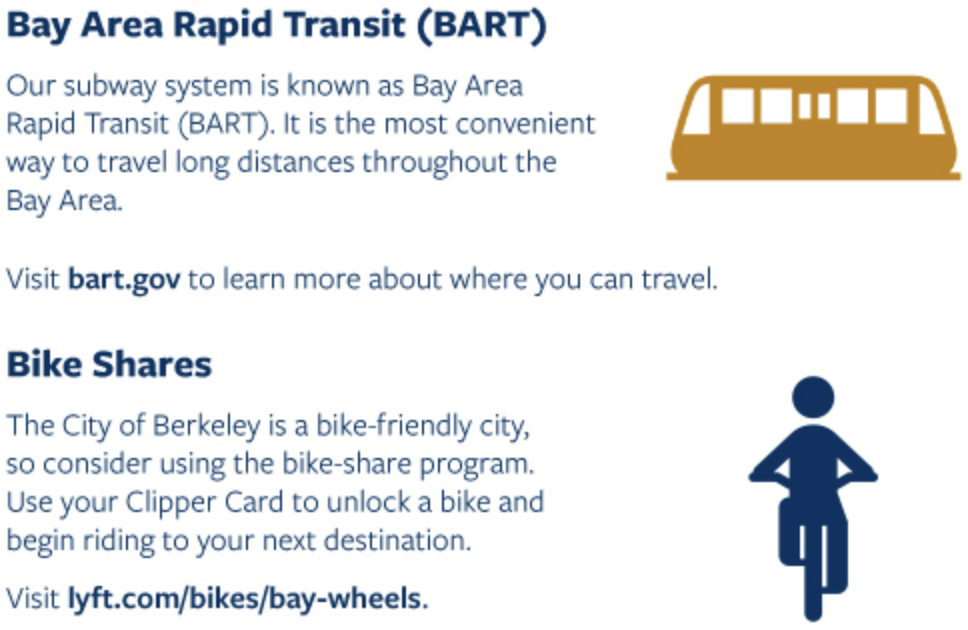 Bay Area Rapid Transit (BART)
Our subway system is known as Bay Area
Rapid Transit (BART). It is the most convenient
way to travel long distances throughout the
Bay Area.
Visit bart.gov to learn more about where you can travel.
Bike Shares
The City of Berkeley is a bike-friendly city,
so consider using the bike-share program.
Use your Clipper Card to unlock a bike and
begin riding to your next destination.
Visit lyft.com/bikes/bay-wheels.